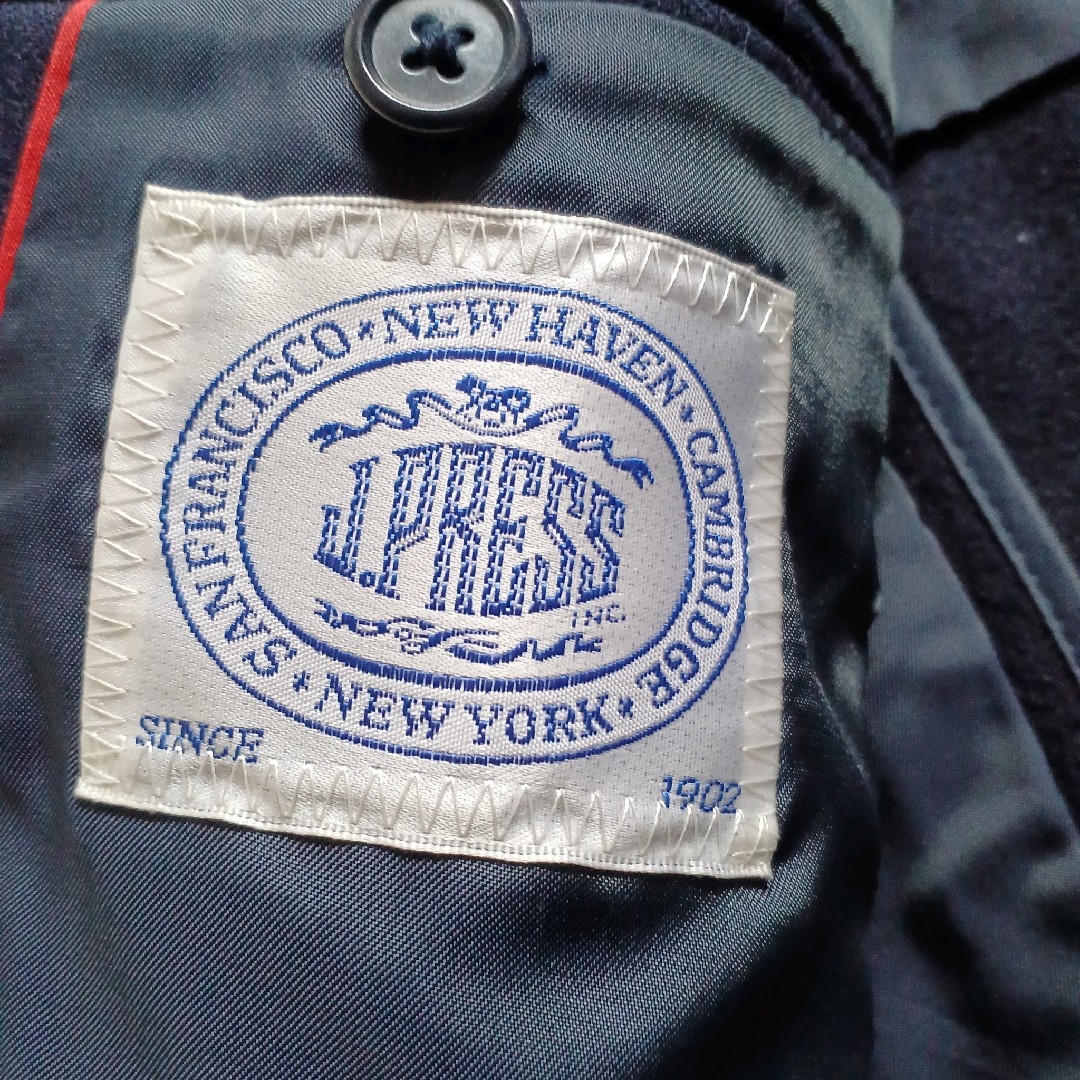 SAN FRANCISCO * NEW HAVEN * CAMBRIDGE * NEW YORK *
J. PRESS
INC.
SINCE 1902